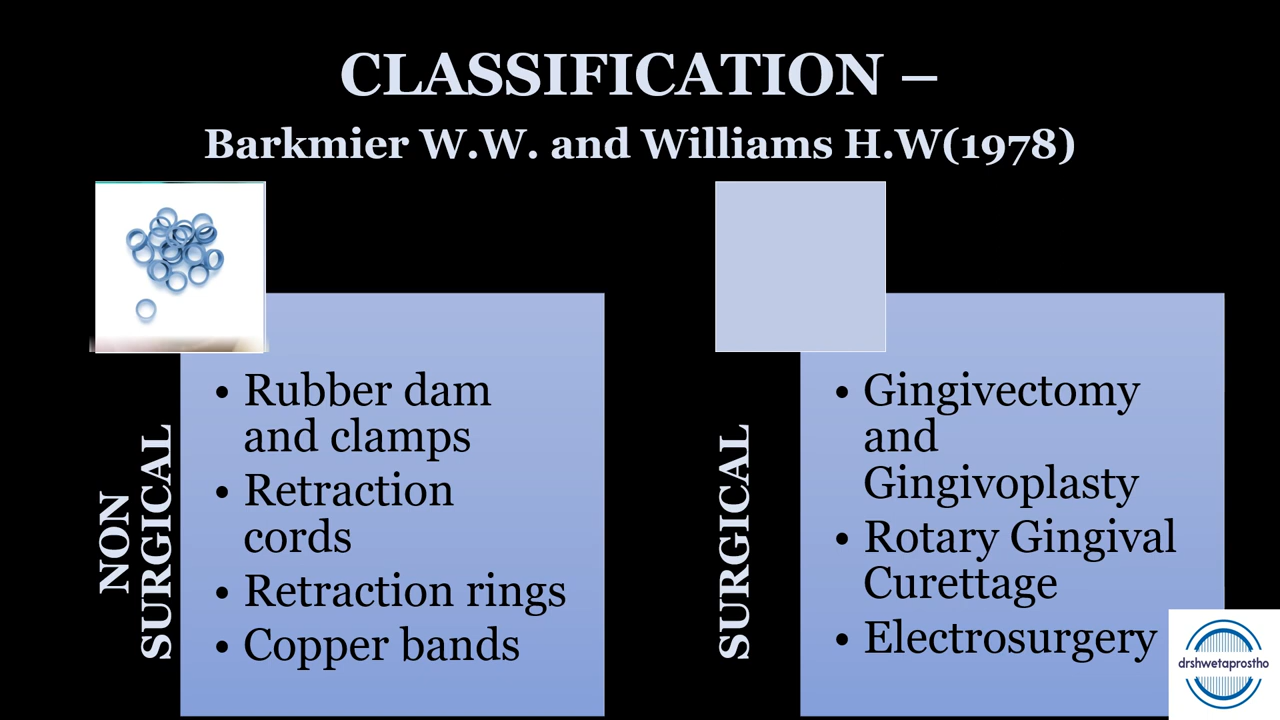 CLASSIFICATION –
Barkmier W.W. and Williams H.W(1978)
NON
SURGICAL
• Rubber dam
and clamps
• Retraction
cords
• Retraction rings
• Copper bands
SURGICAL
• Gingivectomy
and
Gingivoplasty
• Rotary Gingival
Curettage
• Electrosurgery
drshwetaprostho